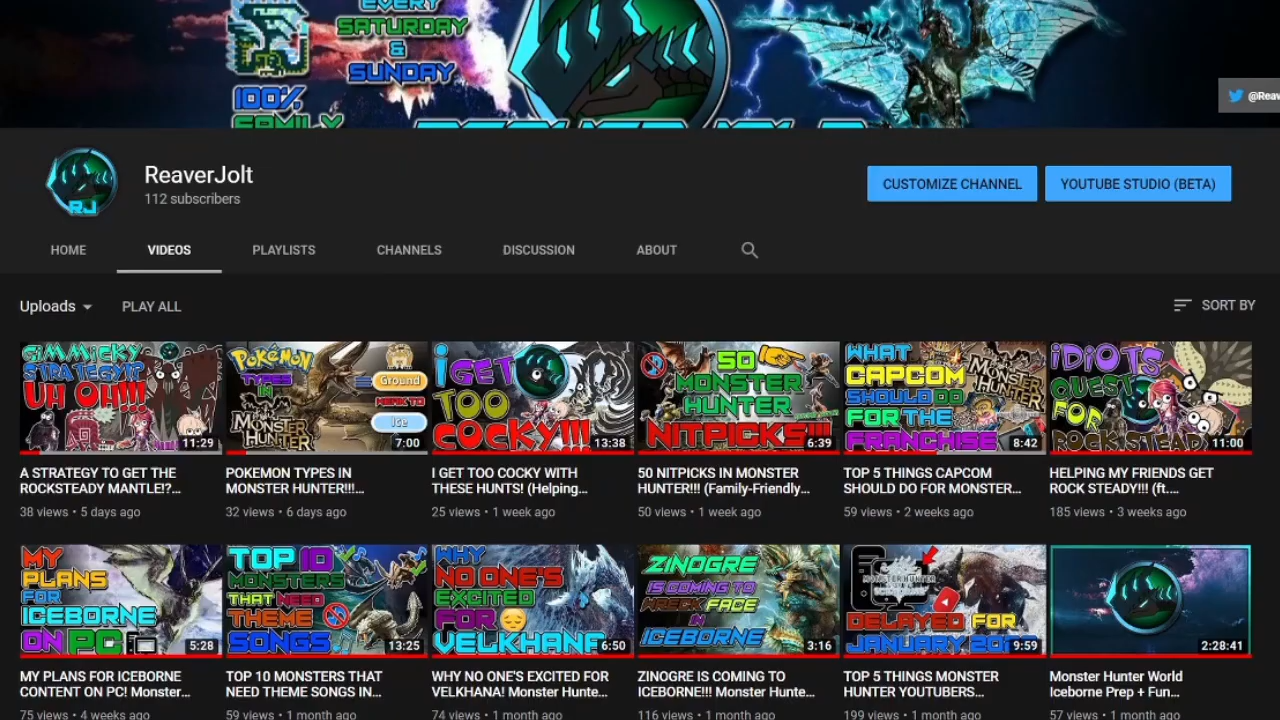 EVERY
SATURDAY
&
SUNDAY
100%
FAMILY
@Reav
RJ
ReaverJolt
112 subscribers
CUSTOMIZE CHANNEL
YOUTUBE STUDIO (BETA)
HOME
VIDEOS
PLAYLISTS
CHANNELS
DISCUSSION
ABOUT
Uploads
PLAY ALL
SORT BY
GIMMICKY
STRATEGY?
UH OH!!!
11:29
POKéMON
TYPES
IN
MONSTER
HUNTER
Ground
WEAK TO
Ice
7:00
i GET
TOO
COCKY!!!
13:38
50
MONSTER
HUNTER
NITPICKS!!!
6:39
WHAT
CAPCOM
SHOULD DO
FOR THE
FRANCHISE
MONSTER
HUNTER
8:42
iDiOTS
QUEST
FOR
ROCK STEADY
11:00
A STRATEGY TO GET THE
ROCKSTEADY MANTLE!?...
38 views • 5 days ago
POKEMON TYPES IN
MONSTER HUNTER!!!...
32 views • 6 days ago
I GET TOO COCKY WITH
THESE HUNTS! (Helping...
25 views • 1 week ago
50 NITPICKS IN MONSTER
HUNTER!!! (Family-Friendly...
50 views • 1 week ago
TOP 5 THINGS CAPCOM
SHOULD DO FOR MONSTER...
59 views • 2 weeks ago
HELPING MY FRIENDS GET
ROCK STEADY!!! (ft....
185 views • 3 weeks ago
MY
PLANS
FOR
ICEBORNE
ON PC
5:28
TOP 10
MONSTERS
THAT NEED
THEME
SONGS
13:25
WHY
NO ONE'S
EXCITED
FOR
VELKHANA
6:50
ZINOGRE
IS COMING TO
WRECK FACE
IN
ICEBORNE
3:16
MONSTER HUNTER
DELAYED FOR
JANUARY 20
9:59
2:28:41
MY PLANS FOR ICEBORNE
CONTENT ON PC! Monster...
75 views • 4 weeks ago
TOP 10 MONSTERS THAT
NEED THEME SONGS IN...
59 views • 1 month ago
WHY NO ONE'S EXCITED FOR
VELKHANA! Monster Hunte...
74 views • 1 month ago
ZINOGRE IS COMING TO
ICEBORNE!!! Monster Hunte...
116 views • 1 month ago
TOP 5 THINGS MONSTER
HUNTER YOUTUBERS...
199 views • 1 month ago
Monster Hunter World
Iceborne Prep + Fun...
57 views • 1 month ago